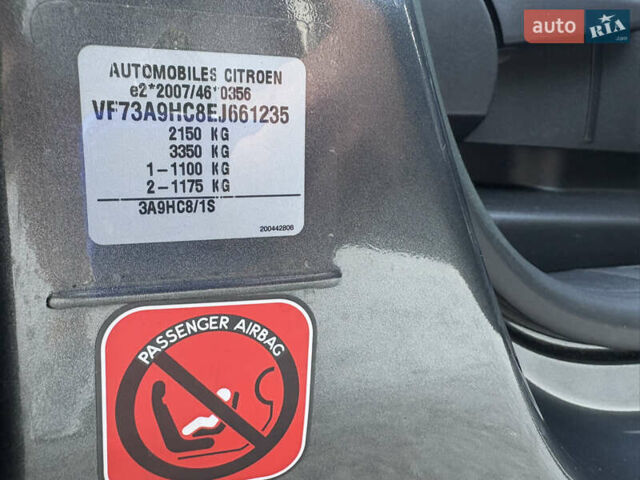 auto
RIA
.com
AUTOMOBILES CITROEN
e2*2007/46*0356
VF73A9HC8EJ661235
2150 KG
3350 KG
1-1100 KG
2-1175 KG
3A9HC8/1S
200442808
PASSENGER AIRBAG